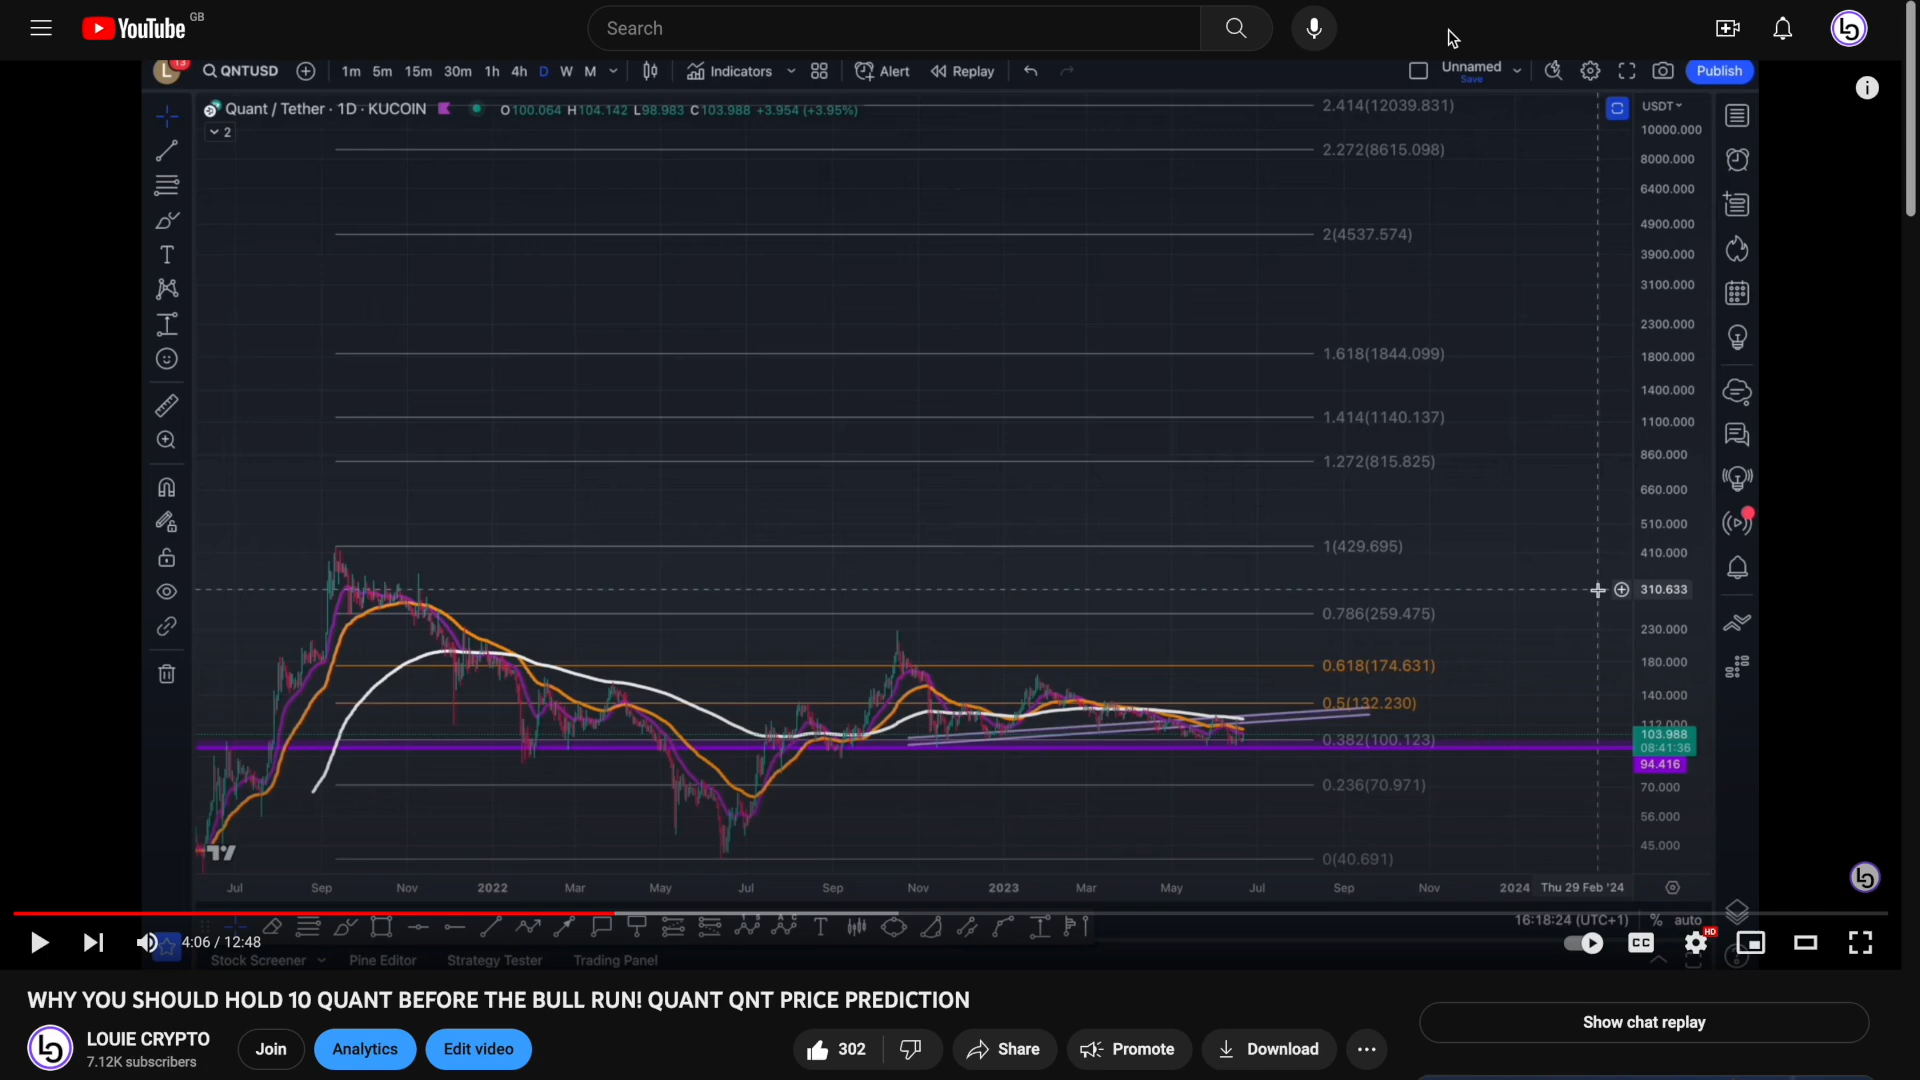 YouTube GB
Search
L 13 QNTUSD 1m 5m 15m 30m 1h 4h D W M Indicators Alert Replay Unnamed Save Publish
Quant / Tether · 1D · KUCOIN O100.064 H104.142 L98.983 C103.988 +3.954 (+3.95%)
2
2.414(12039.831)
2.272(8615.098)
2(4537.574)
1.618(1844.099)
1.414(1140.137)
1.272(815.825)
1(429.695)
0.786(259.475)
0.618(174.631)
0.5(132.230)
0.382(100.123)
0.236(70.971)
0(40.691)
USDT
10000.000
8000.000
6400.000
4900.000
3900.000
3100.000
2300.000
1800.000
1400.000
1100.000
860.000
660.000
510.000
410.000
310.633
230.000
180.000
140.000
112.000
103.988
08:41:36
94.416
70.000
56.000
45.000
Jul Sep Nov 2022 Mar May Jul Sep Nov 2023 Mar May Jul Sep Nov 2024 Thu 29 Feb '24
16:18:24 (UTC+1) % auto
4:06 / 12:48
CC HD
Stock Screener Pine Editor Strategy Tester Trading Panel
WHY YOU SHOULD HOLD 10 QUANT BEFORE THE BULL RUN! QUANT QNT PRICE PREDICTION
LOUIE CRYPTO
7.12K subscribers
Join Analytics Edit video 302 Share Promote Download
Show chat replay